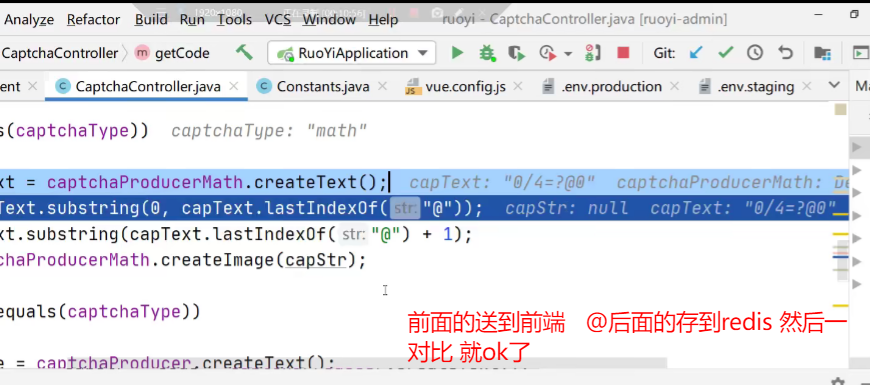 Analyze Refactor Build Run Tools VCS Window Help ruoyi - CaptchaController.java [ruoyi-admin]
CaptchaController m getCode RuoYiApplication Git:
ent CaptchaController.java Constants.java vue.config.js .env.production .env.staging Ma
s(captchaType)) captchaType: "math"
xt = captchaProducerMath.createText(); capText: "0/4=?@0" captchaProducerMath:
Text.substring(0, capText.lastIndexOf( str: "@")); capStr: null capText: "0/4=?@0"
xt.substring(capText.lastIndexOf( str: "@") + 1);
chaProducerMath.createImage(capStr);
equals(captchaType))
前面的送到前端 @后面的存到redis 然后一
对比 就ok了
e = captchaProducer.createText();